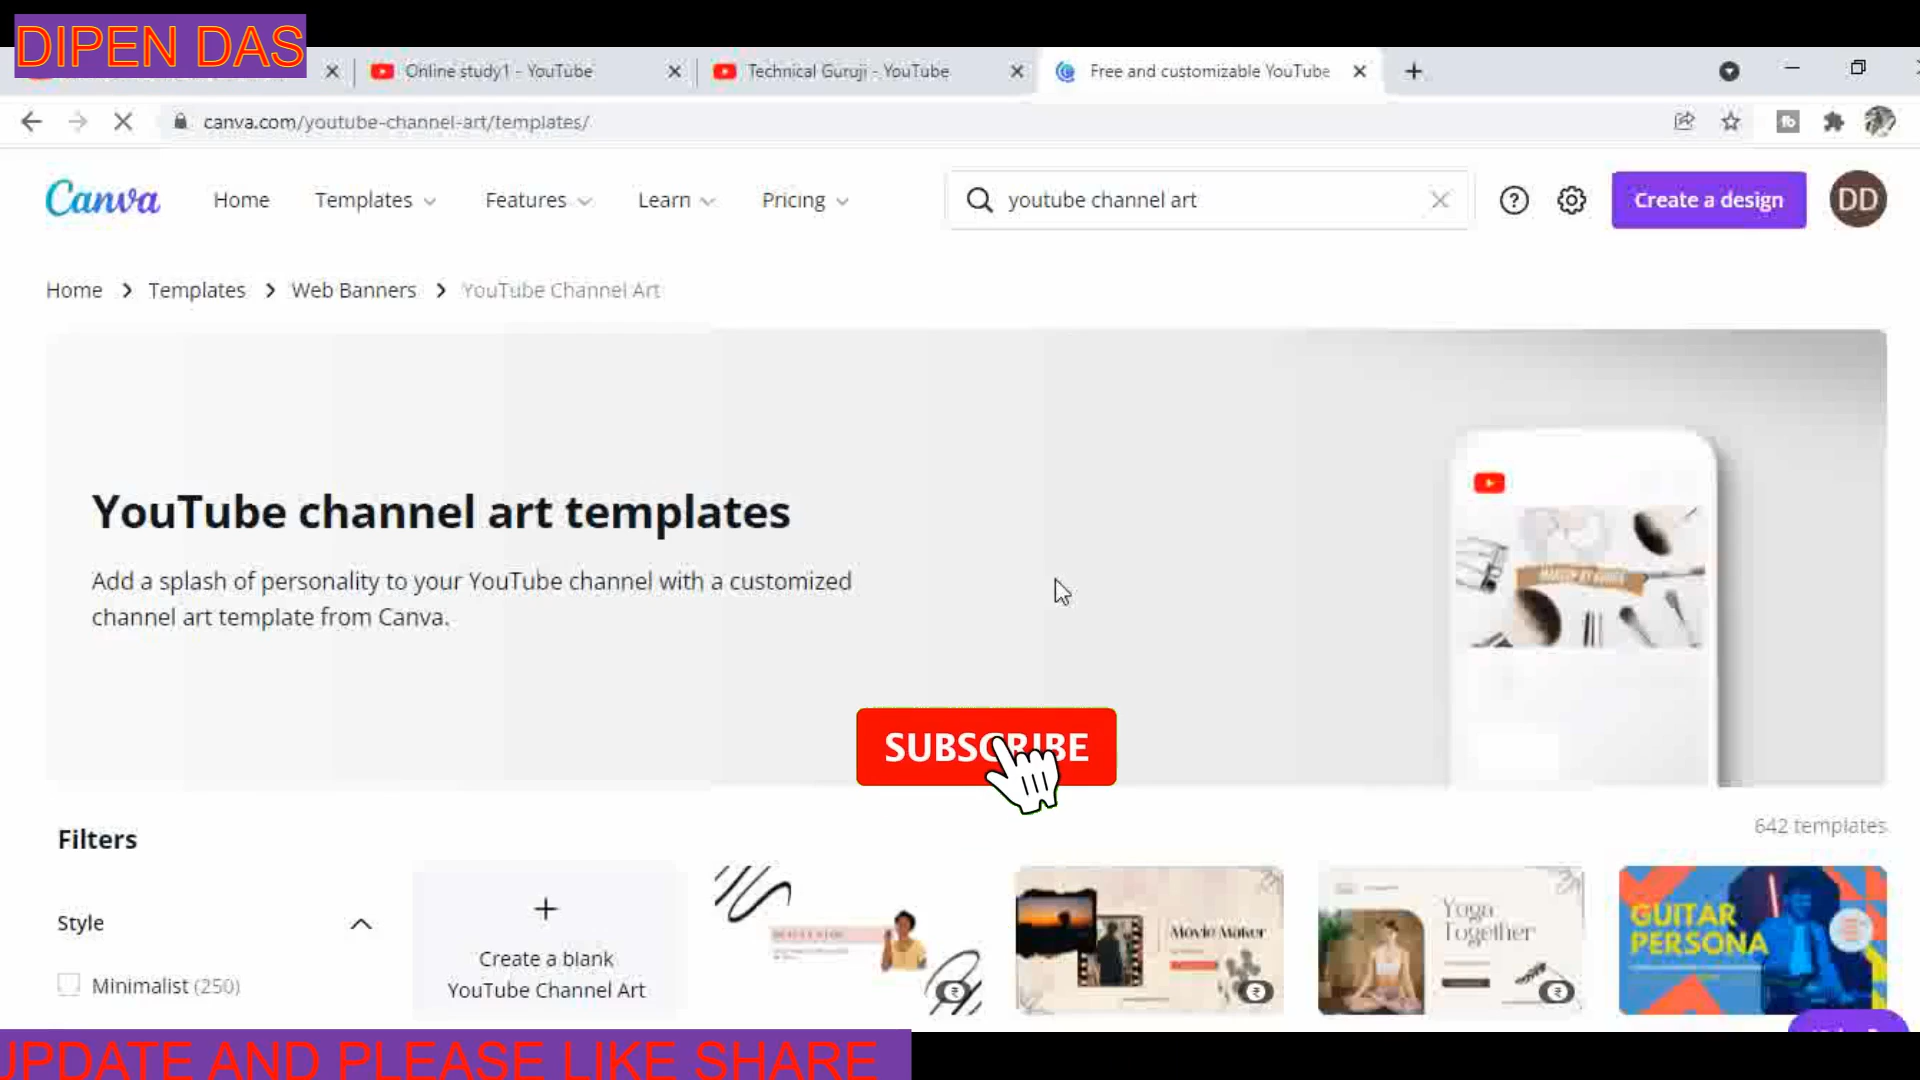 DIPEN DAS
Online study1 - YouTube
Technical Guruji - YouTube
Free and customizable YouTube
canva.com/youtube-channel-art/templates/
Canva
Home
Templates
Features
Learn
Pricing
youtube channel art
Create a design
DD
Home > Templates > Web Banners > YouTube Channel Art
YouTube channel art templates
Add a splash of personality to your YouTube channel with a customized
channel art template from Canva.
SUBSCRIBE
Filters
642 templates
Style
Minimalist (250)
+
Create a blank
YouTube Channel Art
Movie Maker
Yoga
Together
GUITAR
PERSONA
UPDATE AND PLEASE LIKE SHARE